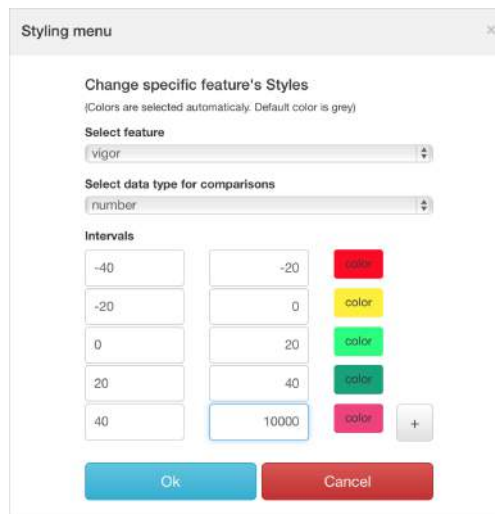 Styling menu ×
Change specific feature's Styles
(Colors are selected automaticaly. Default color is grey)
Select feature
vigor
Select data type for comparisons
number
Intervals
-40 -20 color
-20 0 color
0 20 color
20 40 color
40 10000 color +
Ok Cancel